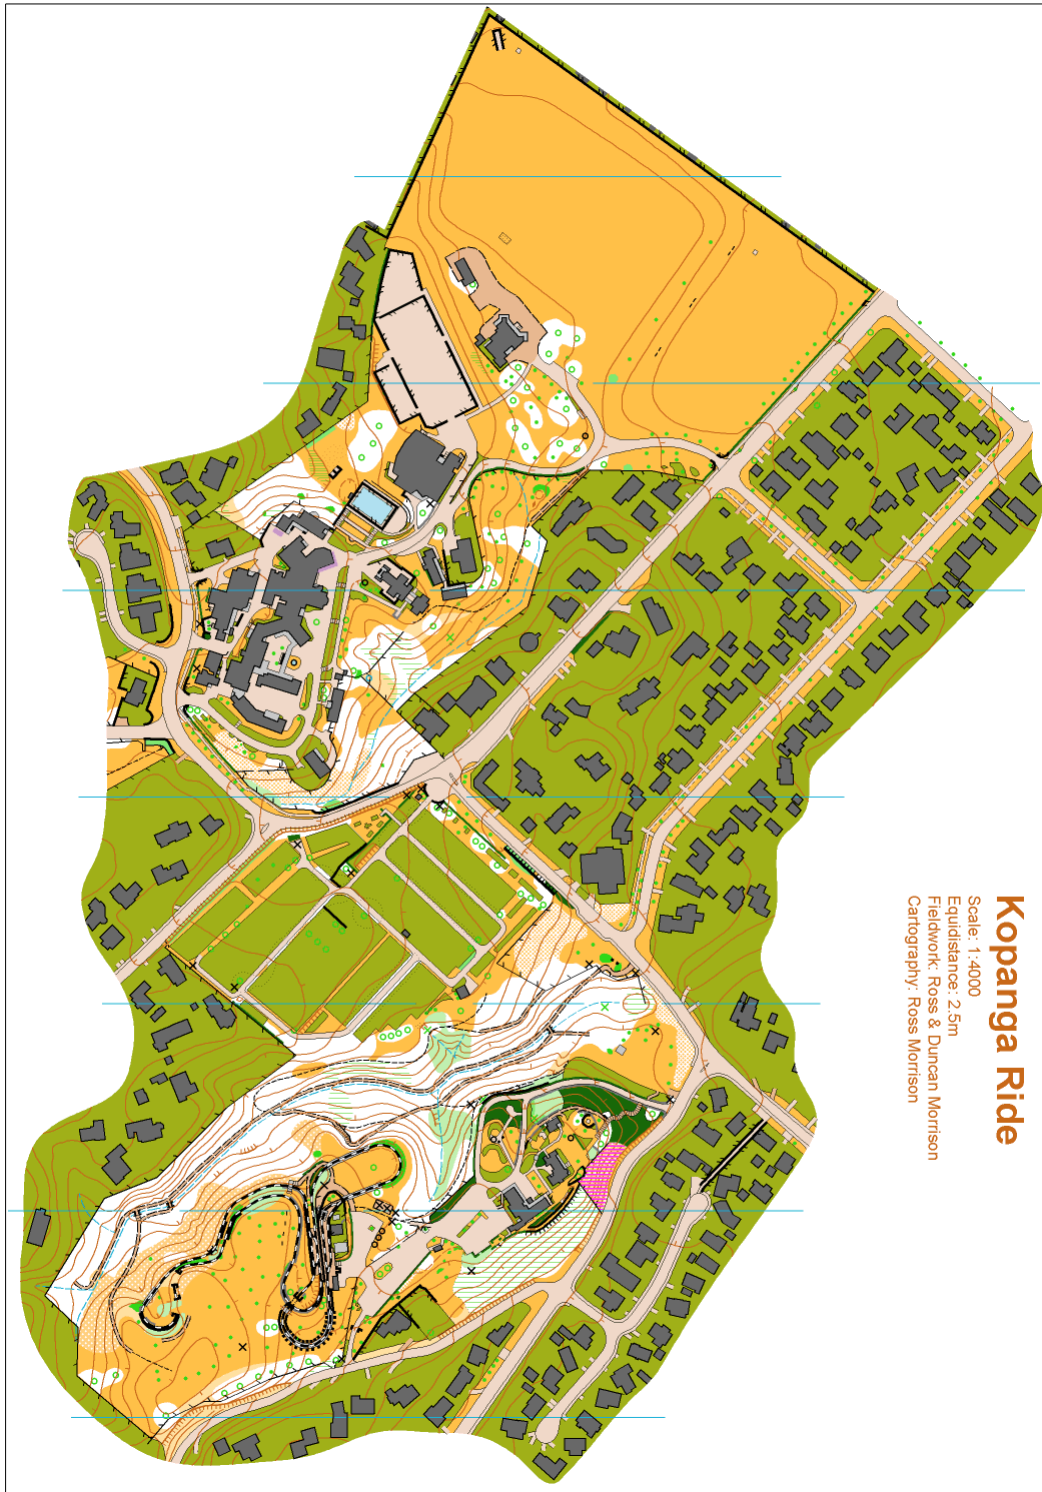 Kopanga Ride
Scale: 1:4000
Equidistance: 2.5m
Fieldwork: Ross & Duncan Morrison
Cartography: Ross Morrison